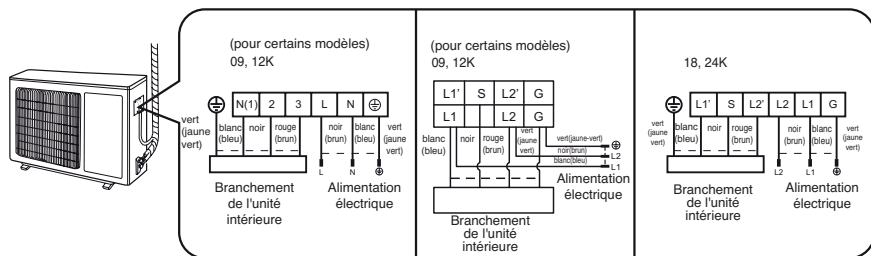 (pour certains modèles)
09, 12K
N(1) 2 3 L N
vert
(jaune
vert)
blanc
(bleu)
noir
rouge
(brun)
noir
(brun)
blanc
(bleu)
vert
(jaune
vert)
L N
Branchement
de l'unité
intérieure
Alimentation
électrique
(pour certains modèles)
09, 12K
L1' S L2' G
L1 L2 G
blanc
(bleu)
noir
rouge
(brun)
vert
(jaune
vert)
vert(jaune-vert)
noir(brun)
L2
blanc(bleu)
L1
Alimentation
électrique
Branchement
de l'unité
intérieure
18, 24K
L1' S L2' L2 L1 G
vert
(jaune
vert)
blanc
(bleu)
noir
rouge
(brun)
noir
(brun)
blanc
(bleu)
vert
(jaune
vert)
L2 L1
Branchement
de l'unité
intérieure
Alimentation
électrique